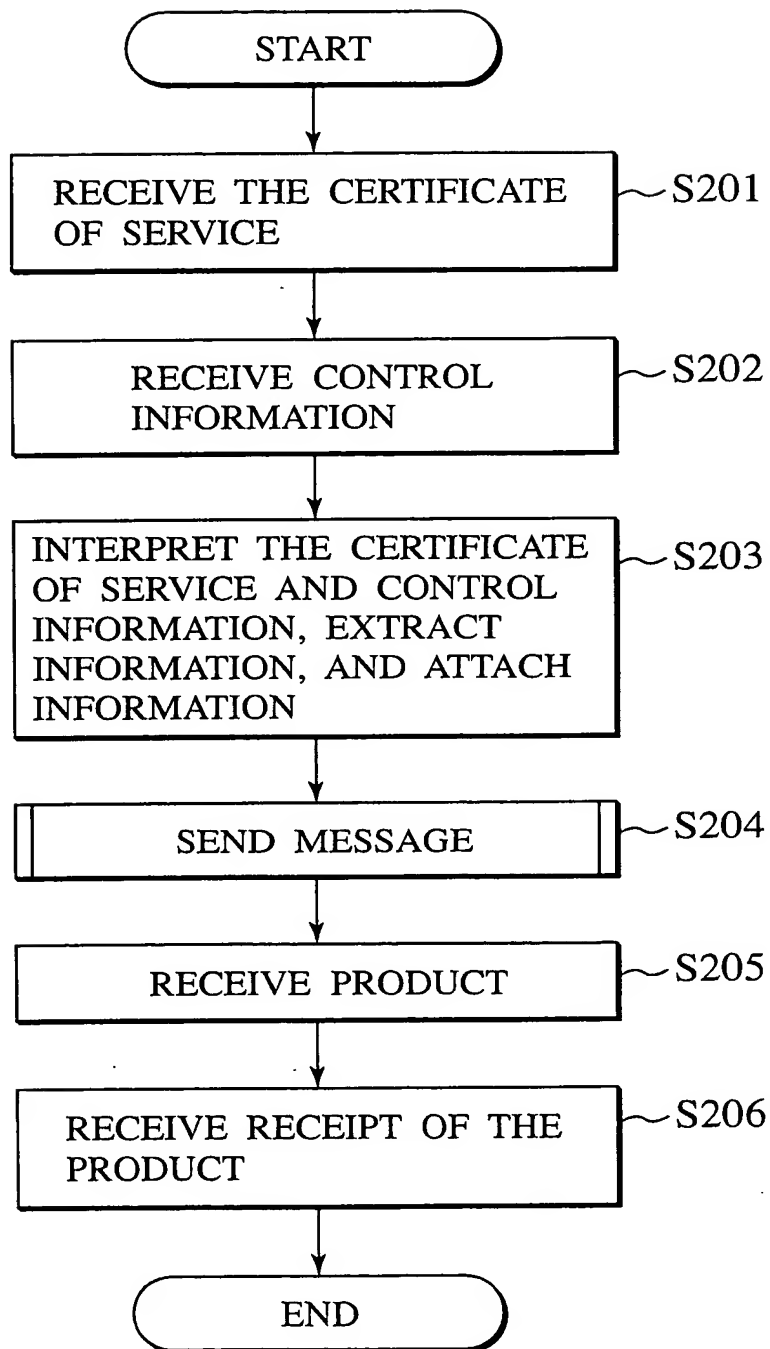 START
RECEIVE THE CERTIFICATE
OF SERVICE
S201
RECEIVE CONTROL
INFORMATION
S202
INTERPRET THE CERTIFICATE
OF SERVICE AND CONTROL
INFORMATION, EXTRACT
INFORMATION, AND ATTACH
INFORMATION
S203
SEND MESSAGE
S204
RECEIVE PRODUCT
S205
RECEIVE RECEIPT OF THE
PRODUCT
S206
END